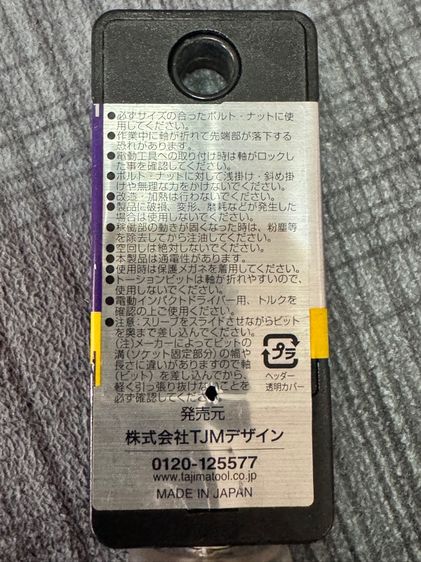 ●必ずサイズの合ったボルト・ナットに使
用してください。
●作業中に軸が折れて先端部が落下する
恐れがあります。
●電動工具への取り付け時は軸がロックし
た事を確認してください。
●ボルト・ナットに対して浅掛け・斜め掛
けや無理な力をかけないでください。
●改造・加熱は行わないでください。
●製品に破損、変形、磨耗などが発生した
場合は使用しないでください。
●稼働部の動きが固くなった時は、粉塵等
を除去してから注油してください。
●空回しは絶対しないでください。
●本製品は通電性があります。
●使用時は保護メガネを着用してください。
●トーションビットは軸が折れやすいので、
使用しないでください。
●電動インパクトドライバー用、トルクを
確認の上ご使用ください。
●注意:スリーブをスライドさせながらビット
を奥まで差し込んでください。
(注)メーカーによってビットの
溝(ソケット固定部分)の幅や
長さに違いがありますので軸
(ビット)を差し込んでから、
軽く引っ張り抜けないことを
必ず確認してください。
プラ
ヘッダー
透明カバー
発売元
株式会社TJMデザイン
0120-125577
www.tajimatool.co.jp
MADE IN JAPAN